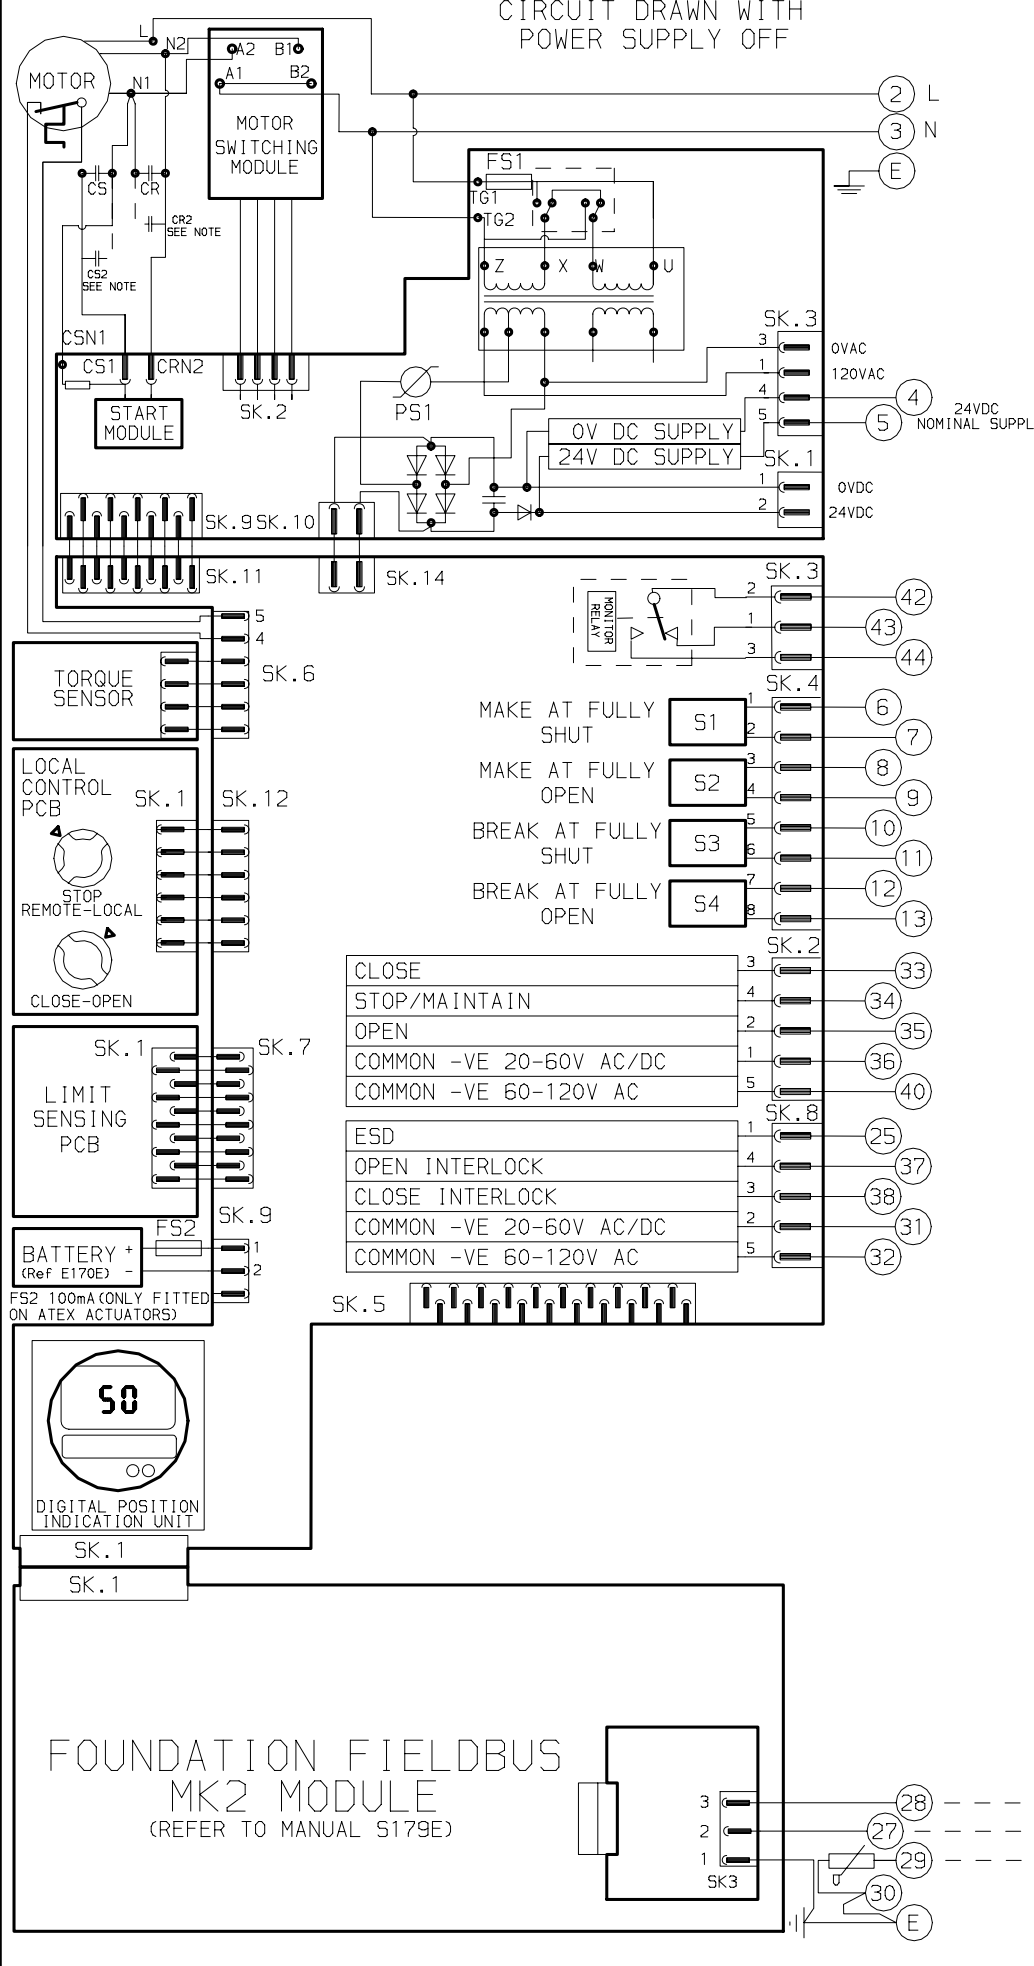 CIRCUIT DRAWN WITH
POWER SUPPLY OFF
L
N2
A2
B1
MOTOR
N1
A1
B2
2 L
MOTOR
SWITCHING
MODULE
3 N
E
FS1
TG1
TG2
CS
CR
CR2
SEE NOTE
CS2
SEE NOTE
Z
X
W
U
CSN1
CS1
CRN2
START
MODULE
SK.2
PS1
SK.3
3
0VAC
1
120VAC
4
4
5
5
24VDC
NOMINAL SUPPL
0V DC SUPPLY
24V DC SUPPLY
SK.1
1
0VDC
2
24VDC
SK.9
SK.10
SK.11
SK.14
MONITOR
RELAY
SK.3
2
42
1
43
3
44
5
4
SK.6
TORQUE
SENSOR
SK.4
MAKE AT FULLY
SHUT
S1
1
6
2
7
MAKE AT FULLY
OPEN
S2
3
8
4
9
BREAK AT FULLY
SHUT
S3
5
10
6
11
BREAK AT FULLY
OPEN
S4
7
12
8
13
LOCAL
CONTROL
PCB
SK.1
SK.12
STOP
REMOTE-LOCAL
CLOSE-OPEN
SK.2
CLOSE
3
33
STOP/MAINTAIN
4
34
OPEN
2
35
COMMON -VE 20-60V AC/DC
1
36
COMMON -VE 60-120V AC
5
40
SK.1
SK.7
LIMIT
SENSING
PCB
SK.8
ESD
1
25
OPEN INTERLOCK
4
37
CLOSE INTERLOCK
3
38
COMMON -VE 20-60V AC/DC
2
31
COMMON -VE 60-120V AC
5
32
SK.9
FS2
BATTERY +
(Ref E170E) -
1
2
FS2 100mA(ONLY FITTED
ON ATEX ACTUATORS)
SK.5
50
DIGITAL POSITION
INDICATION UNIT
SK.1
SK.1
FOUNDATION FIELDBUS
MK2 MODULE
(REFER TO MANUAL S179E)
3
28
2
27
1
29
SK3
U
30
E